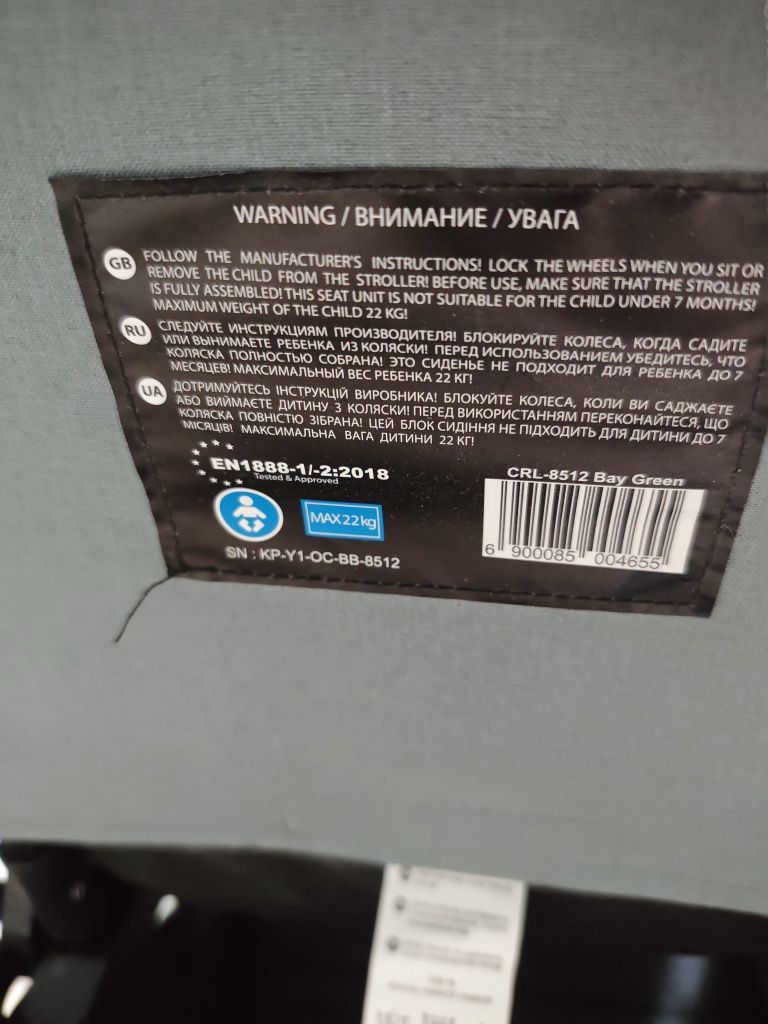 WARNING / ВНИМАНИЕ / УВАГА
GB
FOLLOW THE MANUFACTURER'S INSTRUCTIONS! LOCK THE WHEELS WHEN YOU SIT OR
REMOVE THE CHILD FROM THE STROLLER! BEFORE USE, MAKE SURE THAT THE STROLLER
IS FULLY ASSEMBLED! THIS SEAT UNIT IS NOT SUITABLE FOR THE CHILD UNDER 7 MONTHS!
MAXIMUM WEIGHT OF THE CHILD 22 KG!
RU
СЛЕДУЙТЕ ИНСТРУКЦИЯМ ПРОИЗВОДИТЕЛЯ! БЛОКИРУЙТЕ КОЛЕСА, КОГДА САДИТЕ
ИЛИ ВЫНИМАЕТЕ РЕБЕНКА ИЗ КОЛЯСКИ! ПЕРЕД ИСПОЛЬЗОВАНИЕМ УБЕДИТЕСЬ, ЧТО
КОЛЯСКА ПОЛНОСТЬЮ СОБРАНА! ЭТО СИДЕНЬЕ НЕ ПОДХОДИТ ДЛЯ РЕБЕНКА ДО 7
МЕСЯЦЕВ! МАКСИМАЛЬНЫЙ ВЕС РЕБЕНКА 22 КГ!
UA
ДОТРИМУЙТЕСЬ ІНСТРУКЦІЙ ВИРОБНИКА! БЛОКУЙТЕ КОЛЕСА, КОЛИ ВИ САДЖАЄТЕ
АБО ВИЙМАЄТЕ ДИТИНУ З КОЛЯСКИ! ПЕРЕД ВИКОРИСТАННЯМ ПЕРЕКОНАЙТЕСЯ, ЩО
КОЛЯСКА ПОВНІСТЮ ЗІБРАНА! ЦЕЙ БЛОК СИДІННЯ НЕ ПІДХОДИТЬ ДЛЯ ДИТИНИ ДО 7
МІСЯЦІВ! МАКСИМАЛЬНА ВАГА ДИТИНИ 22 КГ!
EN1888-1/-2:2018
Tested & Approved
MAX 22 kg
SN : KP-Y1-OC-BB-8512
CRL-8512 Bay Green
6 900085 004655